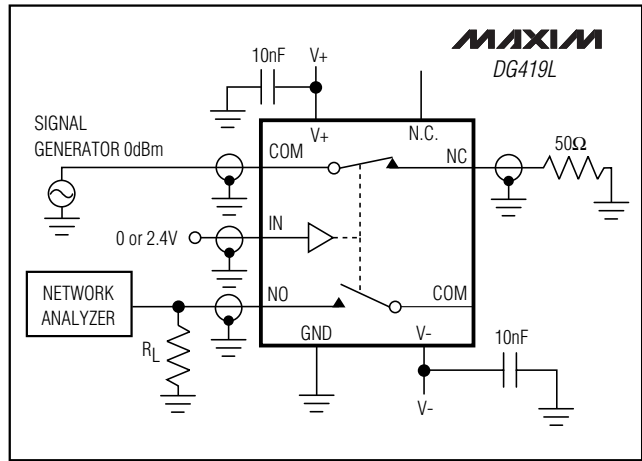 MAXIM
DG419L
10nF
V+
SIGNAL
GENERATOR 0dBm
V+
N.C.
COM
NC
50Ω
0 or 2.4V
IN
NETWORK
ANALYZER
NO
COM
RL
GND
V-
10nF
V-